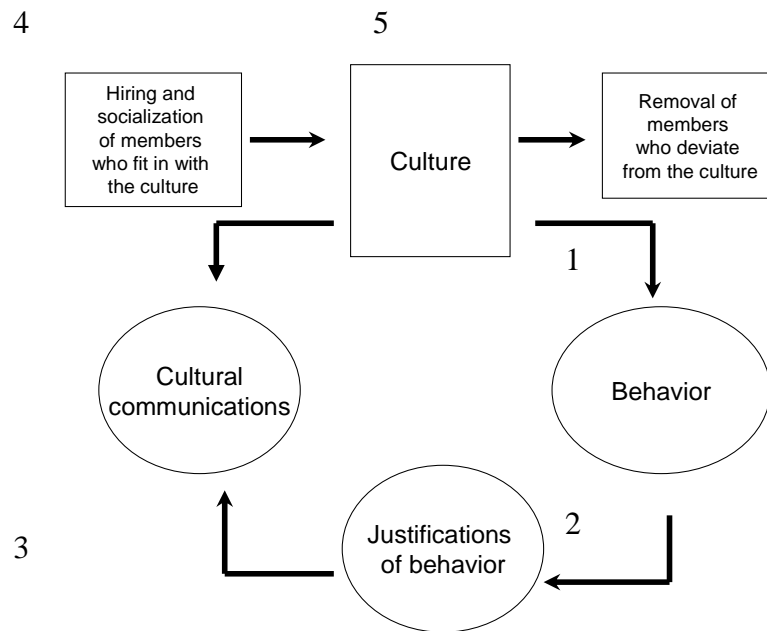 4
5
Hiring and
socialization
of members
who fit in with
the culture
Culture
Removal of
members
who deviate
from the culture
1
Cultural
communications
Behavior
2
Justifications
of behavior
3